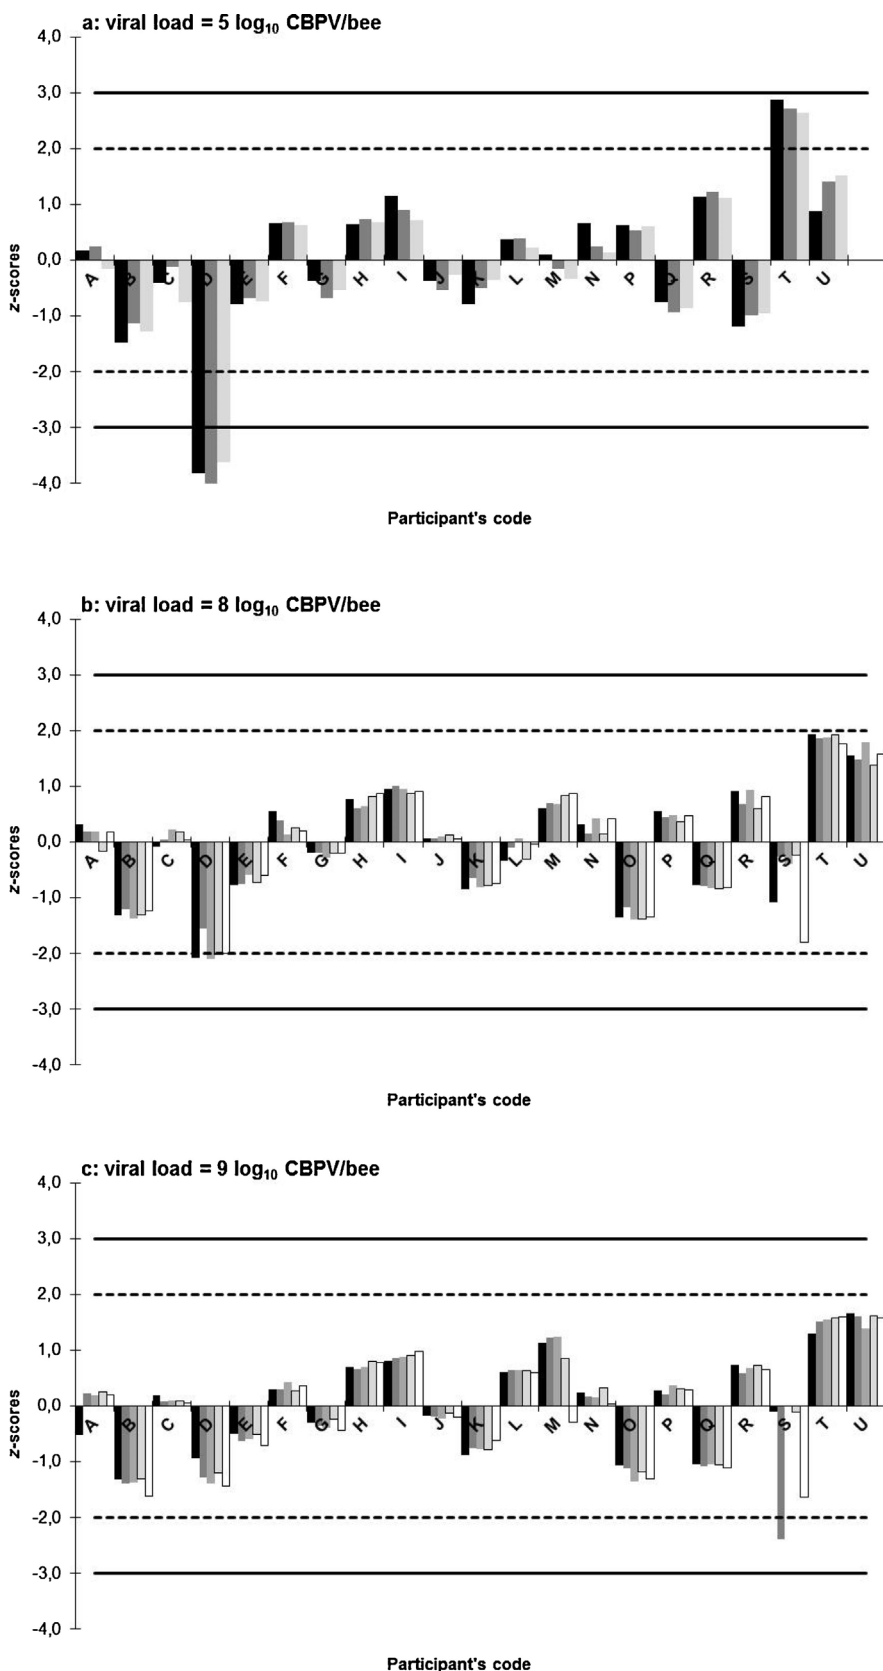 a: viral load = 5 log₁₀ CBPV/bee
4,0
3,0
2,0
1,0
0,0
-1,0
-2,0
-3,0
-4,0
z-scores
A B C D E F G H I J K L M N P Q R S T U
Participant's code
b: viral load = 8 log₁₀ CBPV/bee
4,0
3,0
2,0
1,0
0,0
-1,0
-2,0
-3,0
-4,0
z-scores
A B C D E F G H I J K L M N O P Q R S T U
Participant's code
c: viral load = 9 log₁₀ CBPV/bee
4,0
3,0
2,0
1,0
0,0
-1,0
-2,0
-3,0
-4,0
z-scores
A B C D E F G H I J K L M N O P Q R S T U
Participant's code